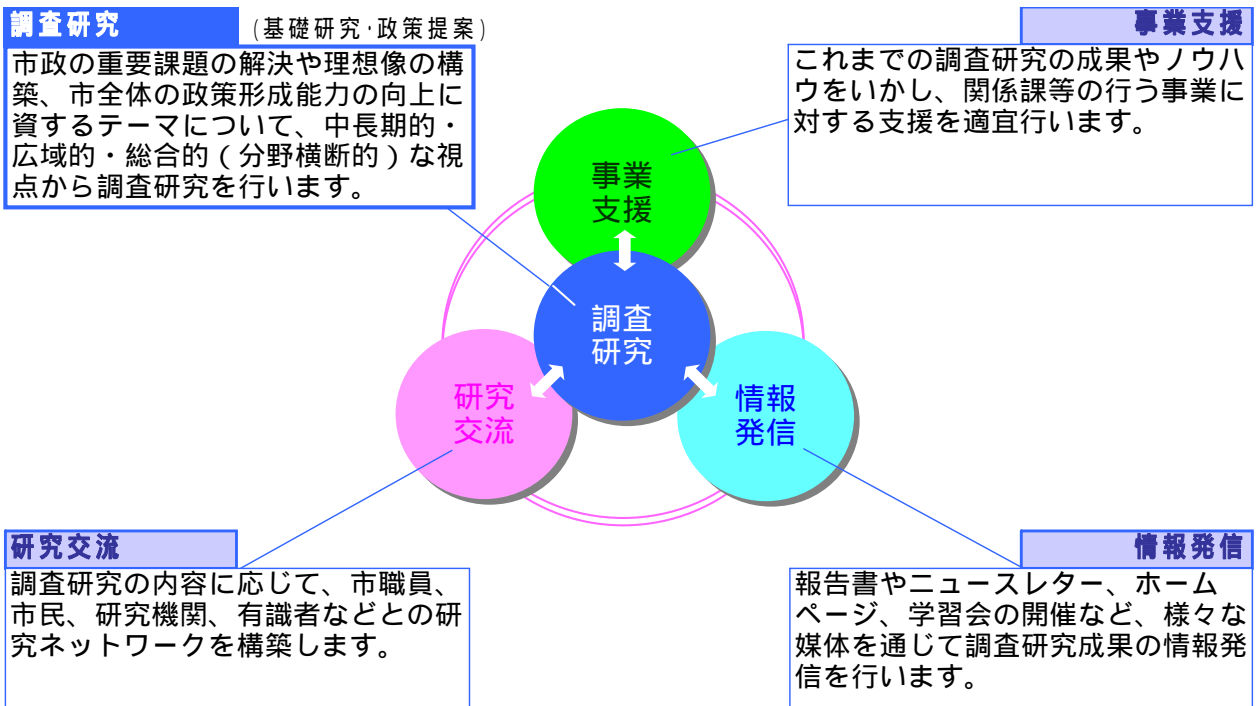 調査研究
(基礎研究･政策提案)
市政の重要課題の解決や理想像の構
築、市全体の政策形成能力の向上に
資するテーマについて、中長期的・
広域的・総合的（分野横断的）な視
点から調査研究を行います。
事業支援
これまでの調査研究の成果やノウハ
ウをいかし、関係課等の行う事業に
対する支援を適宜行います。
事業
支援
調査
研究
研究
交流
情報
発信
研究交流
調査研究の内容に応じて、市職員、
市民、研究機関、有識者などとの研
究ネットワークを構築します。
情報発信
報告書やニュースレター、ホーム
ページ、学習会の開催など、様々な
媒体を通じて調査研究成果の情報発
信を行います。